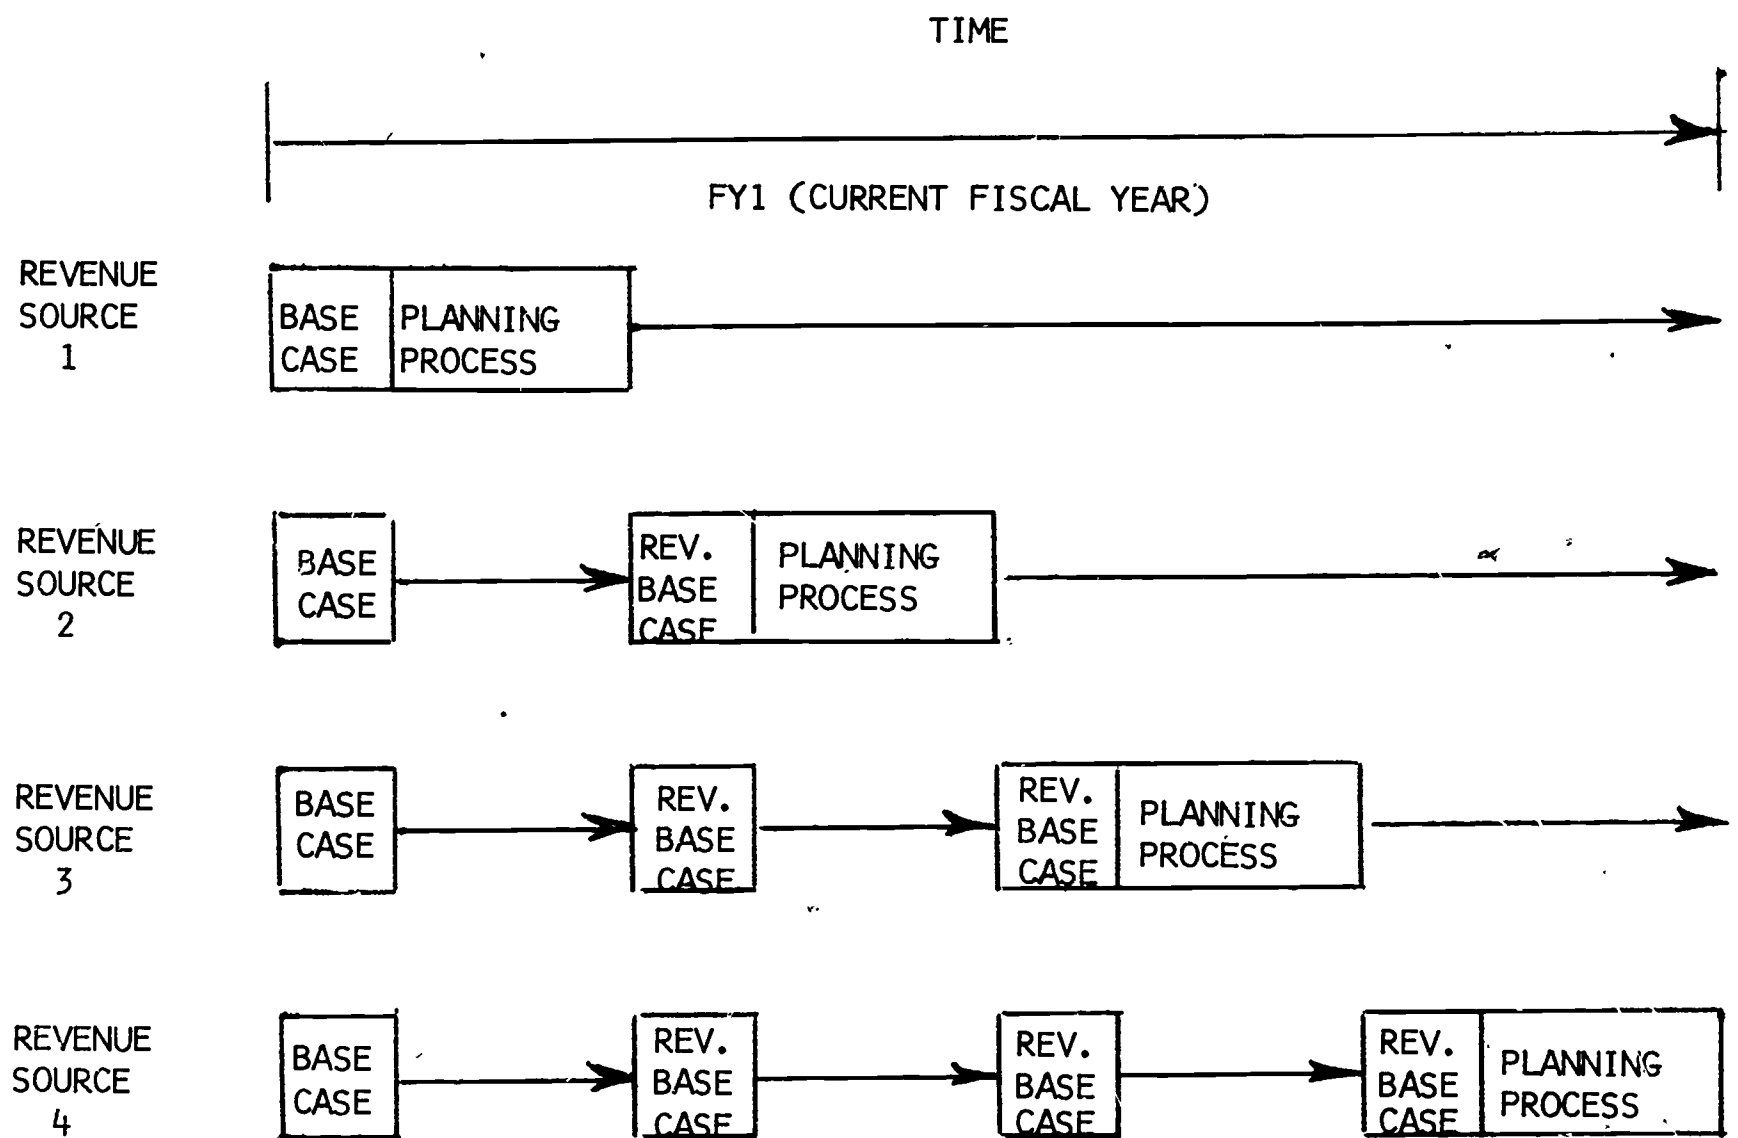 TIME
FY1 (CURRENT FISCAL YEAR)
REVENUE
SOURCE
1
BASE
CASE
PLANNING
PROCESS
REVENUE
SOURCE
2
BASE
CASE
REV.
BASE
CASE
PLANNING
PROCESS
REVENUE
SOURCE
3
BASE
CASE
REV.
BASE
CASE
REV.
BASE
CASE
PLANNING
PROCESS
REVENUE
SOURCE
4
BASE
CASE
REV.
BASE
CASE
REV.
BASE
CASE
REV.
BASE
CASE
PLANNING
PROCESS